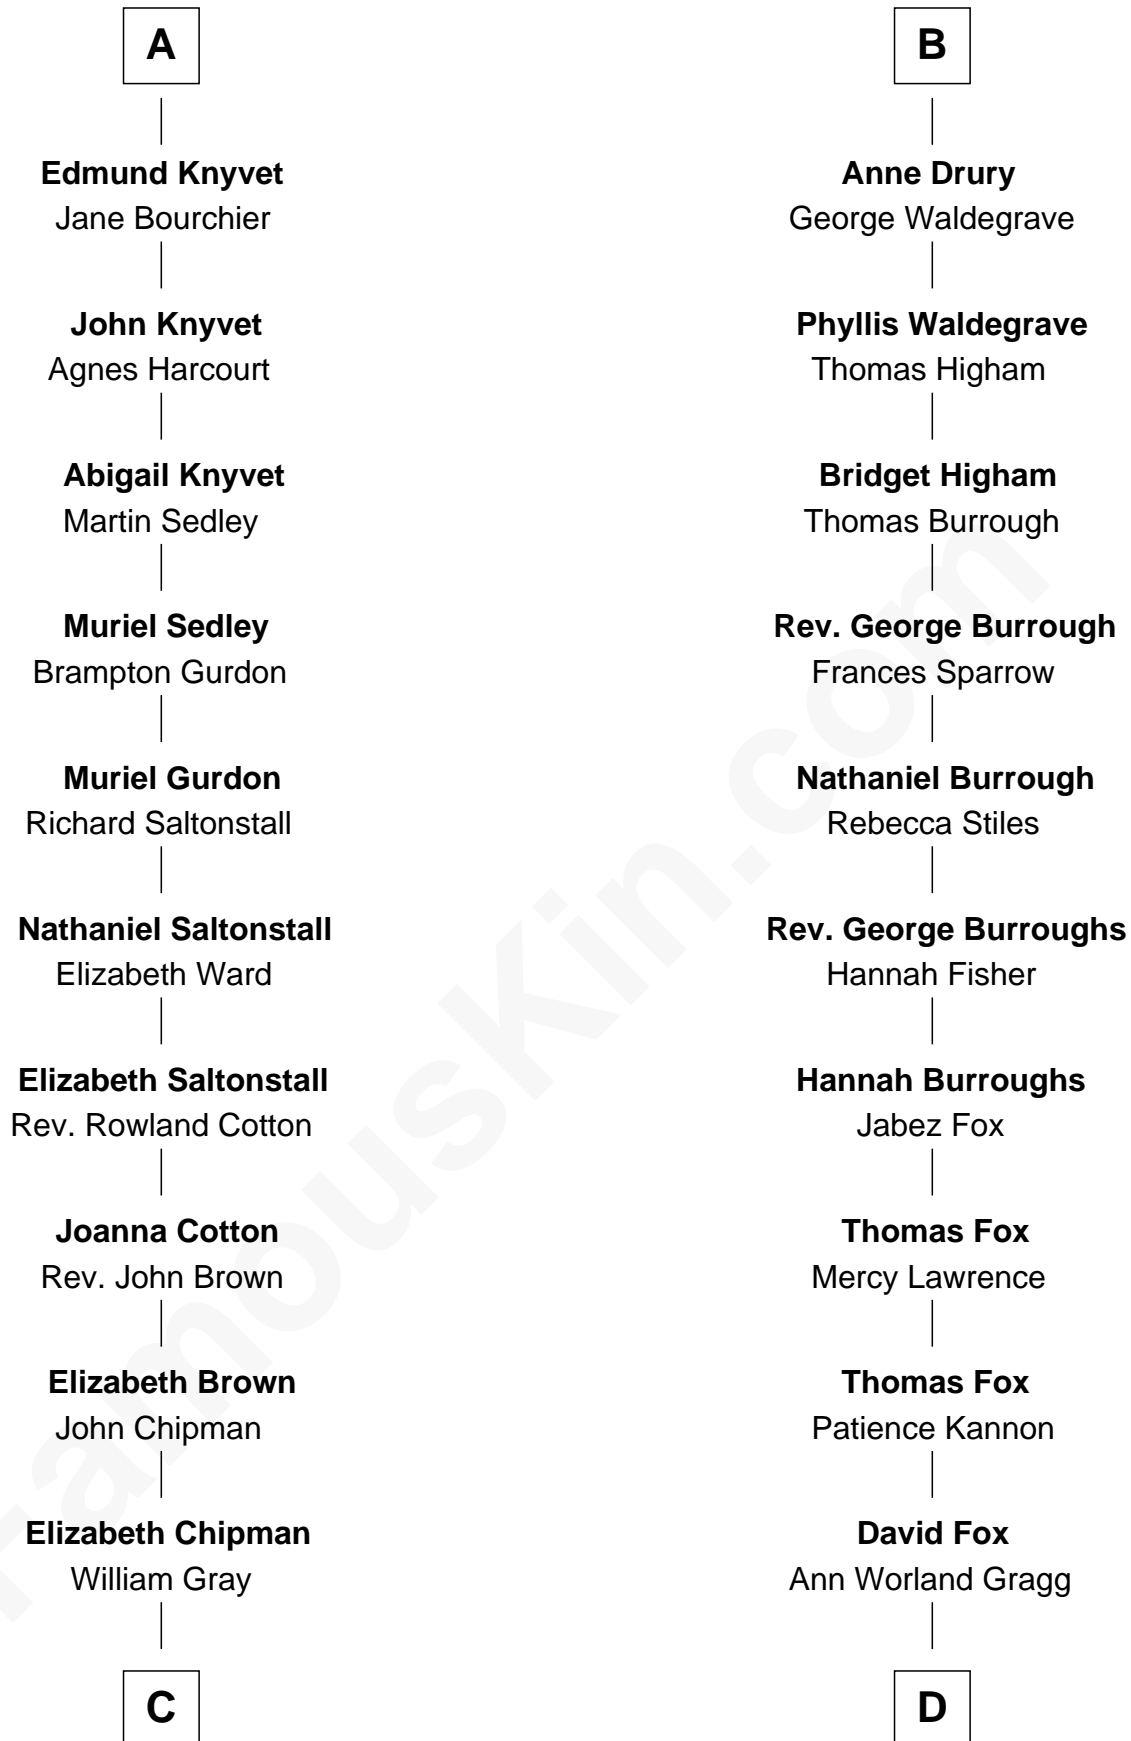 A
Edmund Knyvet
Jane Bourchier
John Knyvet
Agnes Harcourt
Abigail Knyvet
Martin Sedley
Muriel Sedley
Brampton Gurdon
Muriel Gurdon
Richard Saltonstall
Nathaniel Saltonstall
Elizabeth Ward
Elizabeth Saltonstall
Rev. Rowland Cotton
Joanna Cotton
Rev. John Brown
Elizabeth Brown
John Chipman
Elizabeth Chipman
William Gray
C
B
Anne Drury
George Waldegrave
Phyllis Waldegrave
Thomas Higham
Bridget Higham
Thomas Burrough
Rev. George Burrough
Frances Sparrow
Nathaniel Burrough
Rebecca Stiles
Rev. George Burroughs
Hannah Fisher
Hannah Burroughs
Jabez Fox
Thomas Fox
Mercy Lawrence
Thomas Fox
Patience Kannon
David Fox
Ann Worland Gragg
D
FamousKin.com